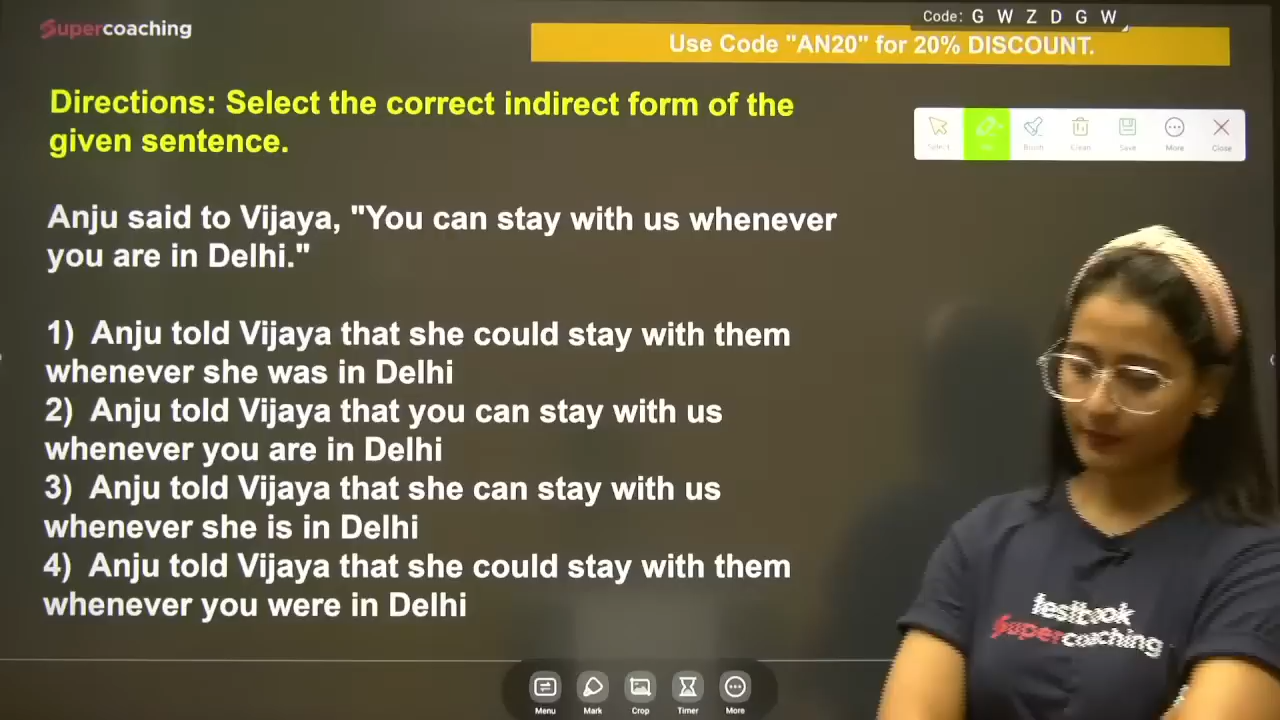 Supercoaching
Code: G W Z D G W
Use Code "AN20" for 20% DISCOUNT.
Directions: Select the correct indirect form of the
given sentence.
Select
Brush
Clean
Save
More
Close
Anju said to Vijaya, "You can stay with us whenever
you are in Delhi."
1) Anju told Vijaya that she could stay with them
whenever she was in Delhi
2) Anju told Vijaya that you can stay with us
whenever you are in Delhi
3) Anju told Vijaya that she can stay with us
whenever she is in Delhi
4) Anju told Vijaya that she could stay with them
whenever you were in Delhi
testbook
Supercoaching
Menu
Mark
Crop
Timer
More